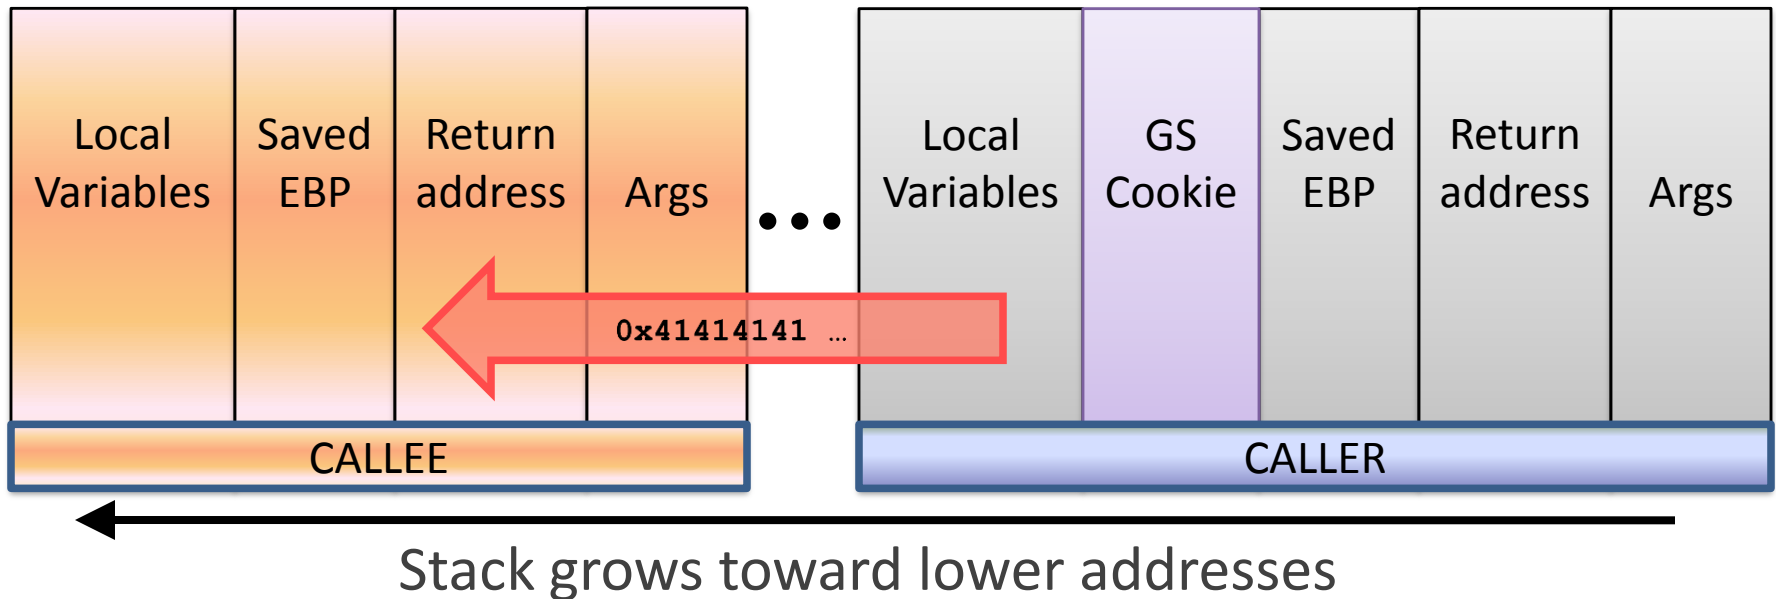 Local
Variables
Saved
EBP
Return
address
Args
...
Local
Variables
GS
Cookie
Saved
EBP
Return
address
Args
0x41414141 ...
CALLEE
CALLER
Stack grows toward lower addresses